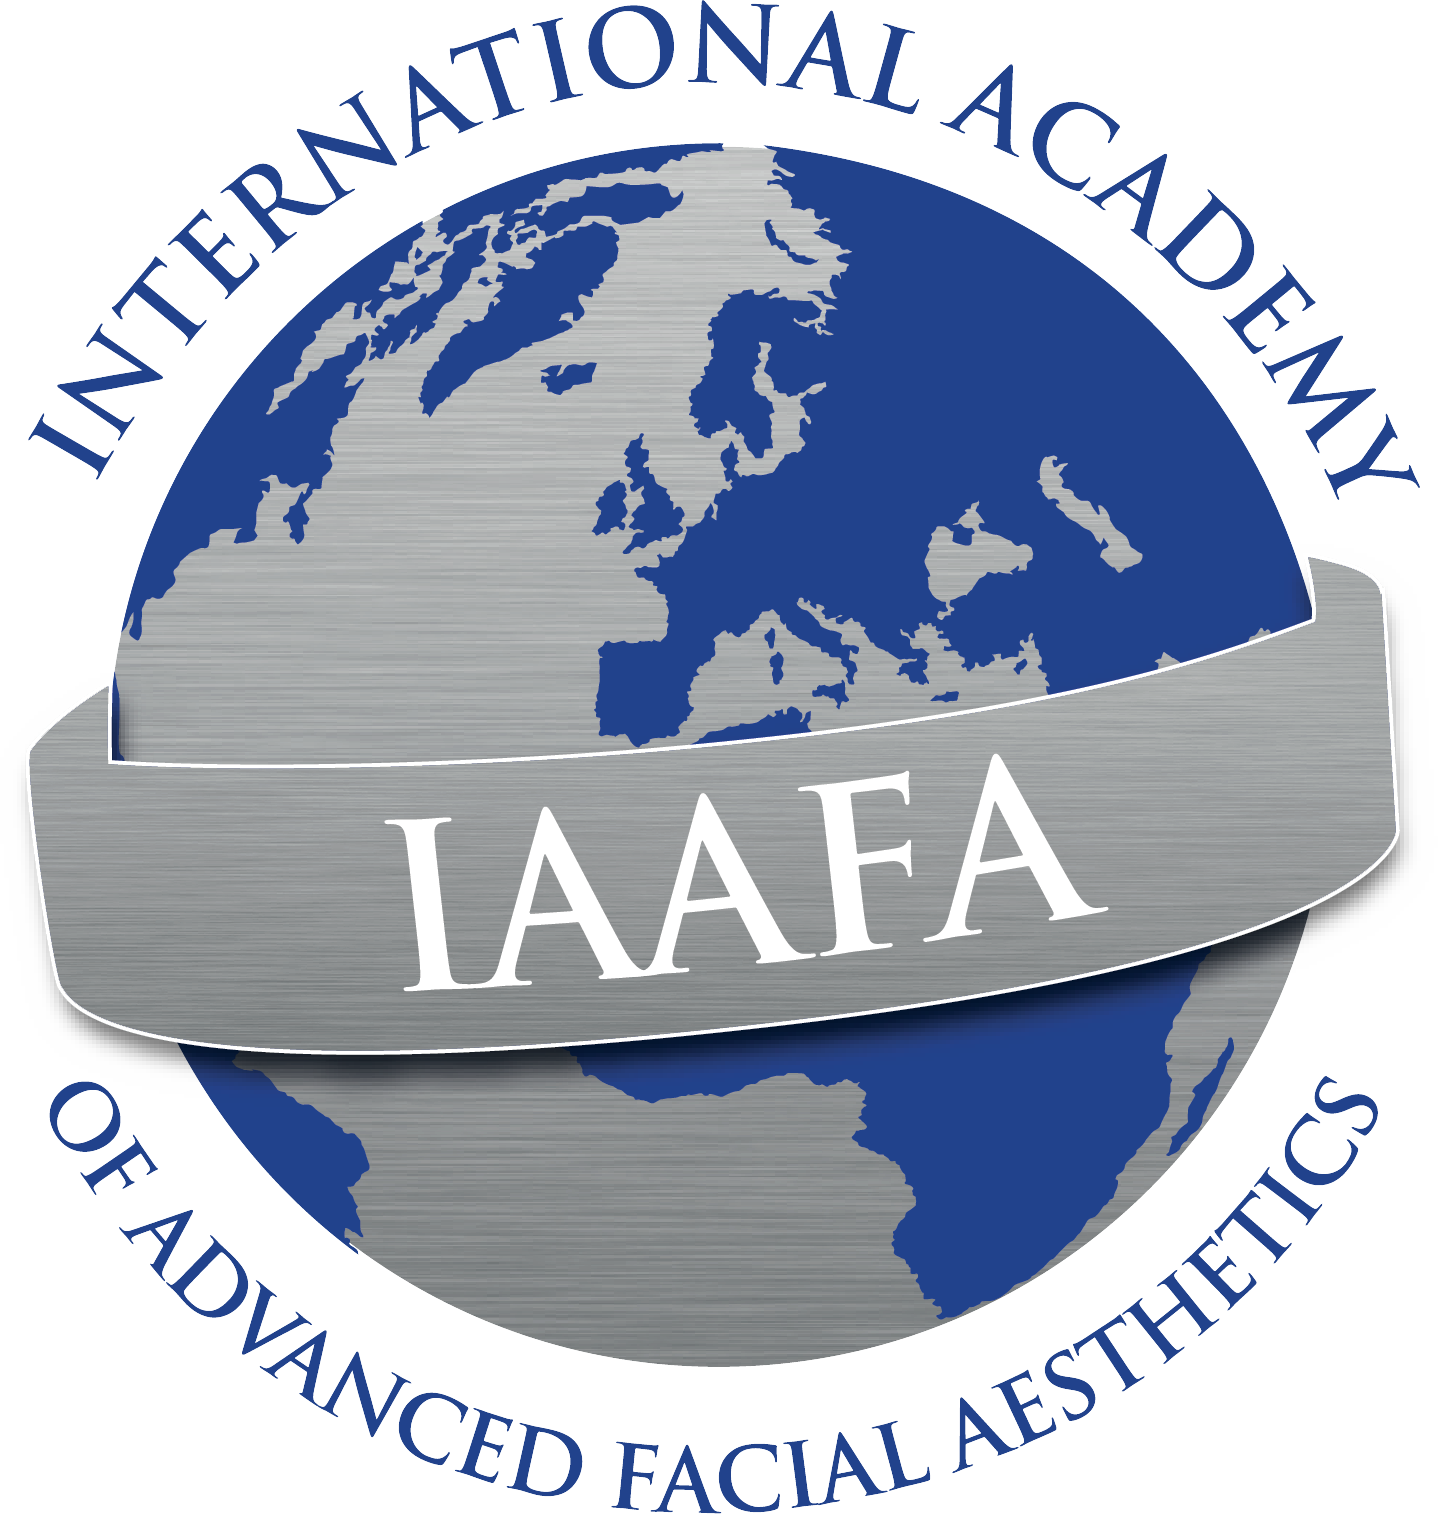 INTERNATIONAL ACADEMY
IAAFA
OF ADVANCED FACIAL AESTHETICS